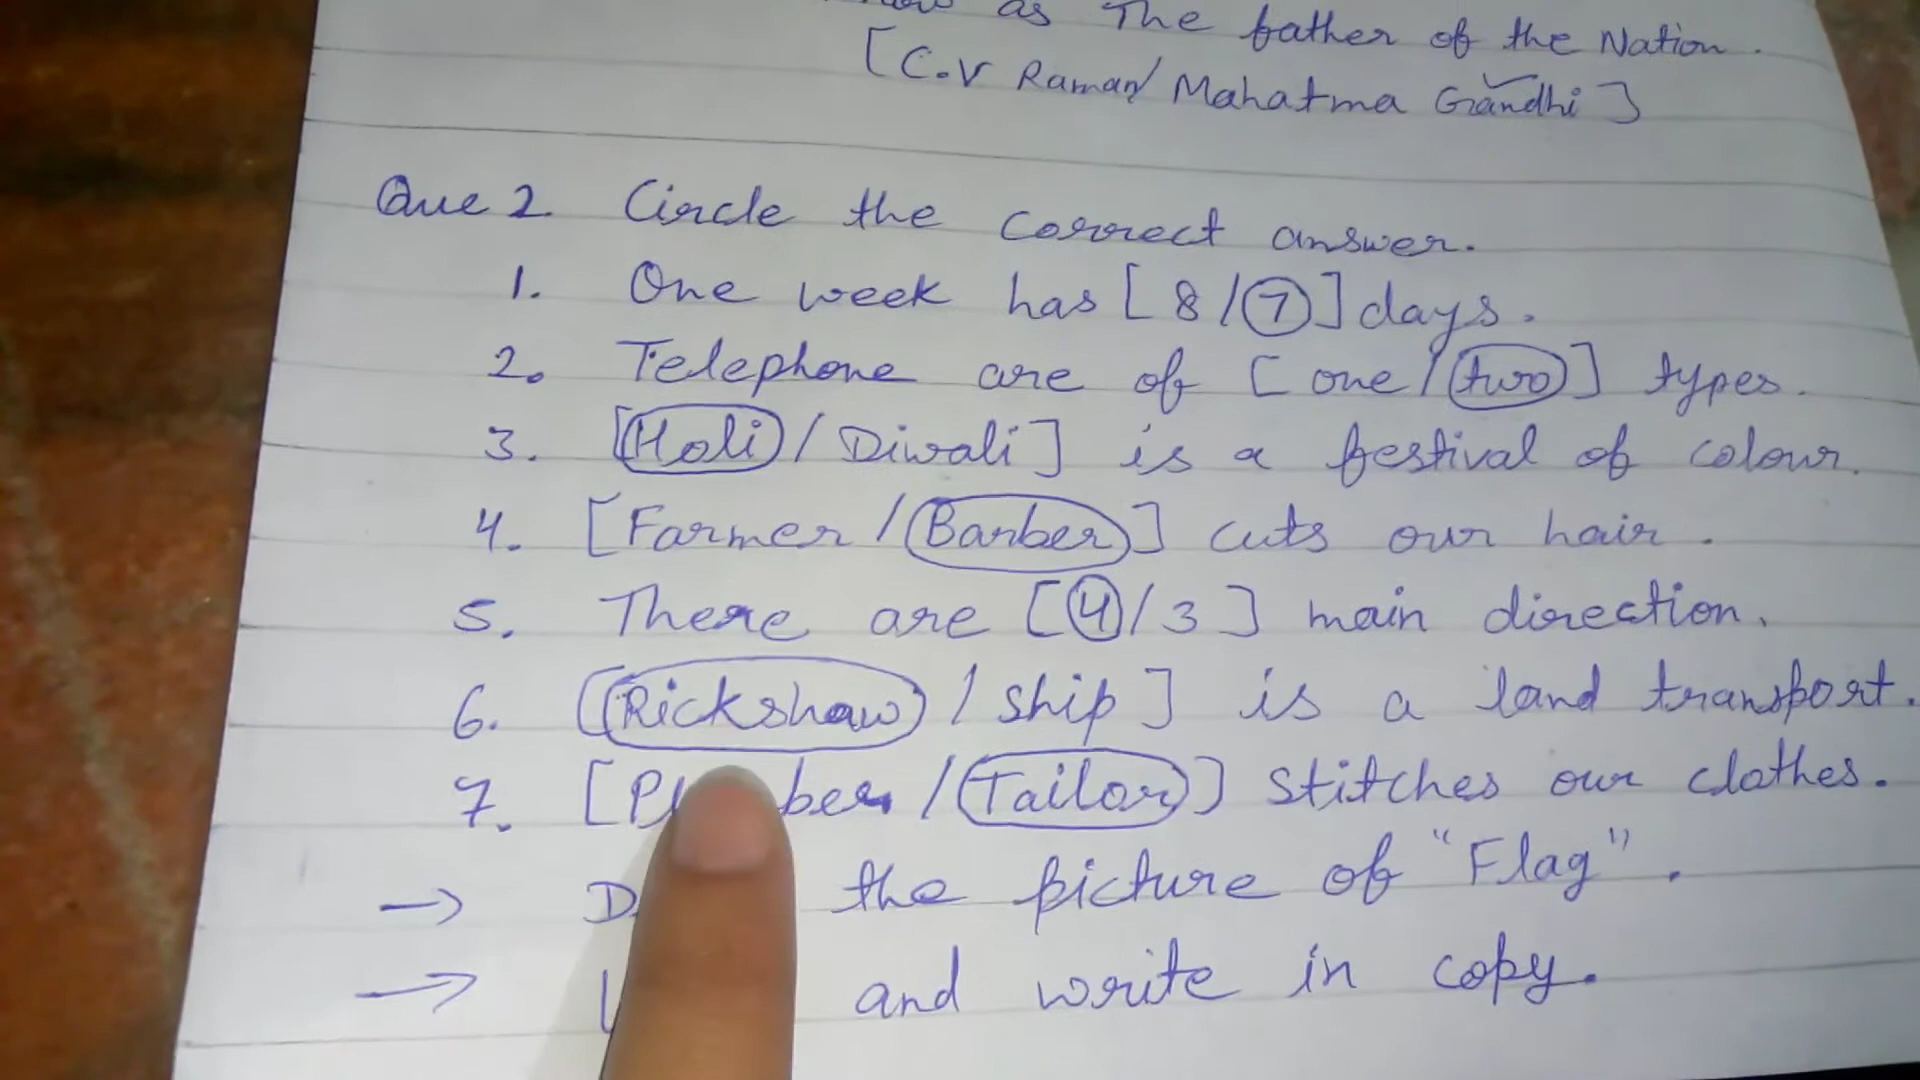 as The father of the Nation.
[C.V Raman/ Mahatma Gandhi]
Que 2 Circle the correct answer.
1. One week has [8/7] days.
2. Telephone are of [one/two] types.
3. [Holi/Diwali] is a festival of colour.
4. [Farmer/Barber] cuts our hair.
5. There are [4/3] main direction.
6. [Rickshaw/ship] is a land transport.
7. [ /Tailor] stitches our clothes.
→ the picture of "Flag".
→ and write in copy.